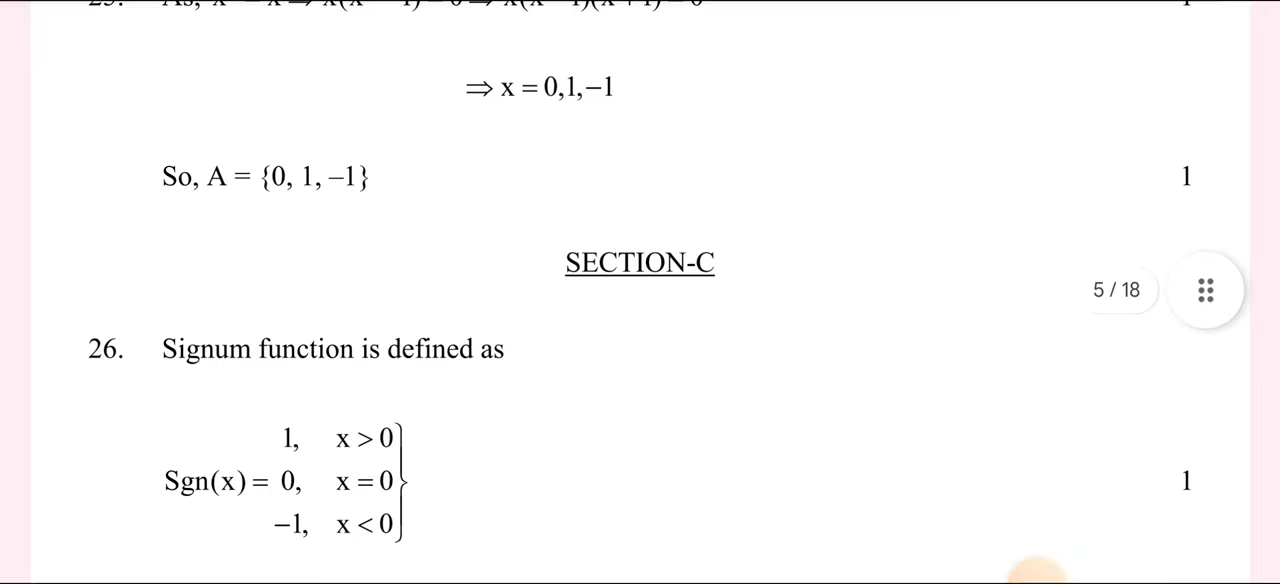 ⇒ x = 0,1,−1
So, A = {0, 1, –1} 1
SECTION-C
5 / 18
26. Signum function is defined as
1, x > 0
Sgn(x) = 0, x = 0 1
−1, x < 0